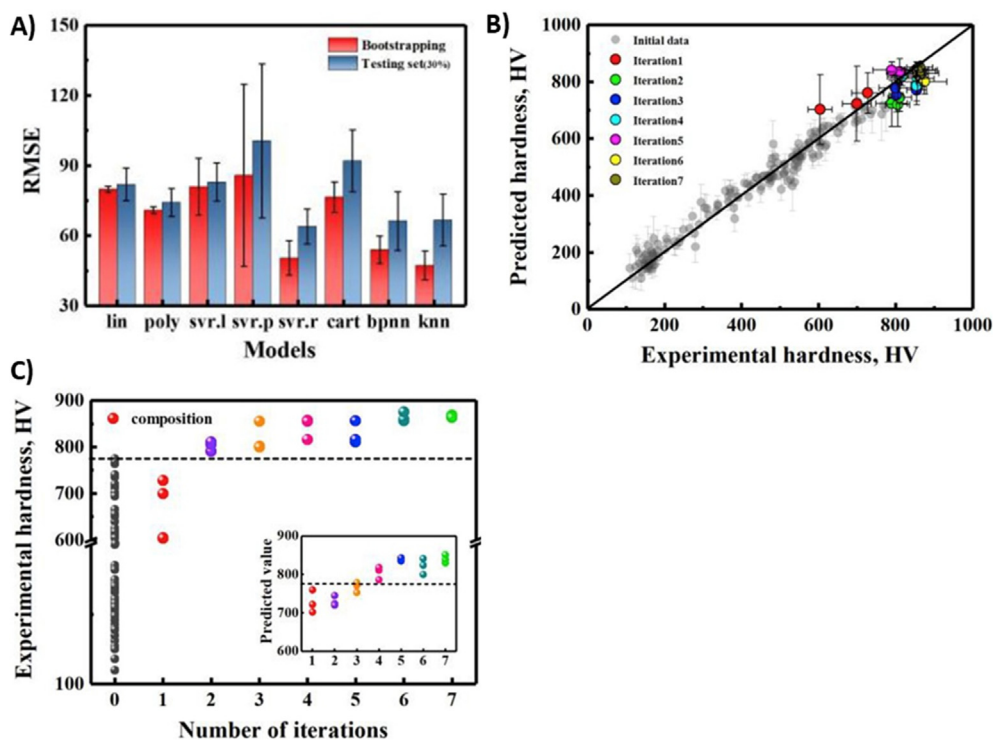 A)
150
120
90
60
30
RMSE
Bootstrapping
Testing set(30%)
lin poly svr.l svr.p svr.r cart bpnn knn
Models
B)
1000
800
600
400
200
0
Predicted hardness, HV
Initial data
Iteration1
Iteration2
Iteration3
Iteration4
Iteration5
Iteration6
Iteration7
0 200 400 600 800 1000
Experimental hardness, HV
C)
900
800
700
600
100
Experimental hardness, HV
composition
900
800
700
600
Predicted value
1 2 3 4 5 6 7
0 1 2 3 4 5 6 7
Number of iterations